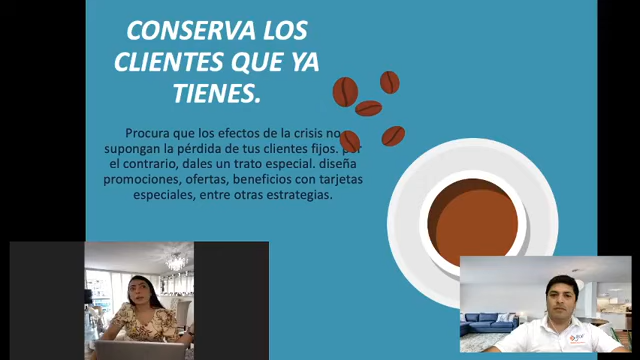 CONSERVA LOS
CLIENTES QUE YA
TIENES.
Procura que los efectos de la crisis no
supongan la pérdida de tus clientes fijos. por
el contrario, dales un trato especial. diseña
promociones, ofertas, beneficios con tarjetas
especiales, entre otras estrategias.